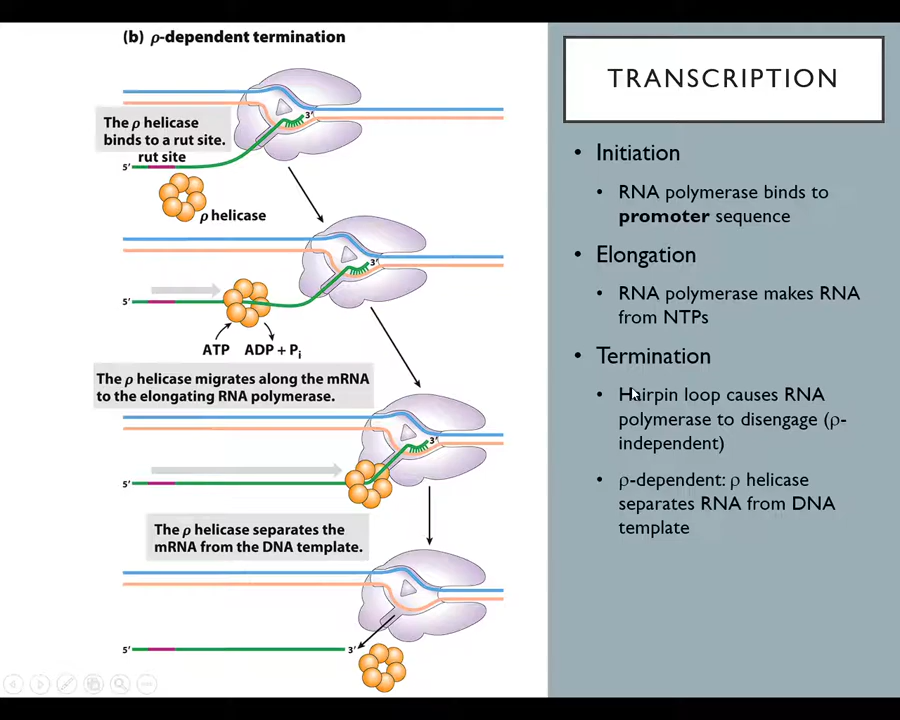 (b) ρ-dependent termination
3′
The ρ helicase
binds to a rut site.
rut site
5′
ρ helicase
3′
5′
ATP ADP + Pi
The ρ helicase migrates along the mRNA
to the elongating RNA polymerase.
3′
5′
The ρ helicase separates the
mRNA from the DNA template.
5′ 3′
TRANSCRIPTION
• Initiation
• RNA polymerase binds to
promoter sequence
• Elongation
• RNA polymerase makes RNA
from NTPs
• Termination
• Hairpin loop causes RNA
polymerase to disengage (ρ-
independent)
• ρ-dependent: ρ helicase
separates RNA from DNA
template